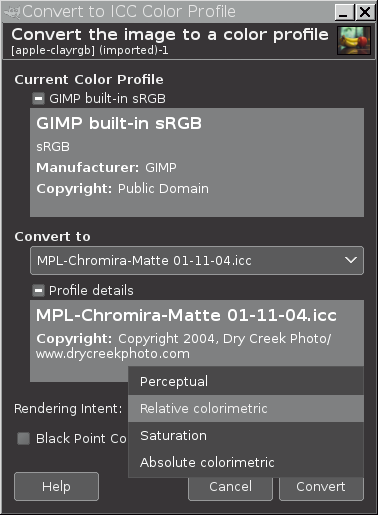 Convert to ICC Color Profile
Convert the image to a color profile
[apple-clayrgb] (imported)-1
Current Color Profile
GIMP built-in sRGB
GIMP built-in sRGB
sRGB
Manufacturer: GIMP
Copyright: Public Domain
Convert to
MPL-Chromira-Matte 01-11-04.icc
Profile details
MPL-Chromira-Matte 01-11-04.icc
Copyright: Copyright 2004, Dry Creek Photo/
www.drycreekphoto.com
Perceptual
Rendering Intent: Relative colorimetric
Black Point Co Saturation
Absolute colorimetric
Help Cancel Convert